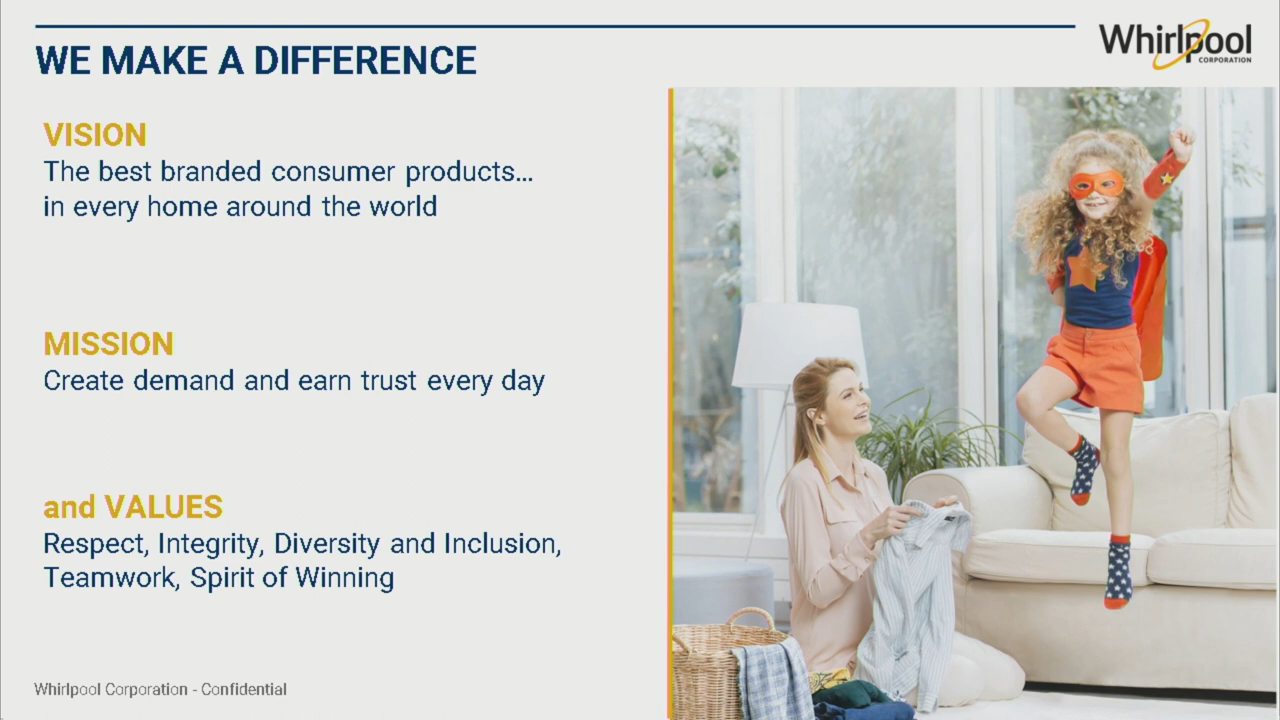 WE MAKE A DIFFERENCE
Whirlpool
CORPORATION
VISION
The best branded consumer products...
in every home around the world
MISSION
Create demand and earn trust every day
and VALUES
Respect, Integrity, Diversity and Inclusion,
Teamwork, Spirit of Winning
Whirlpool Corporation - Confidential